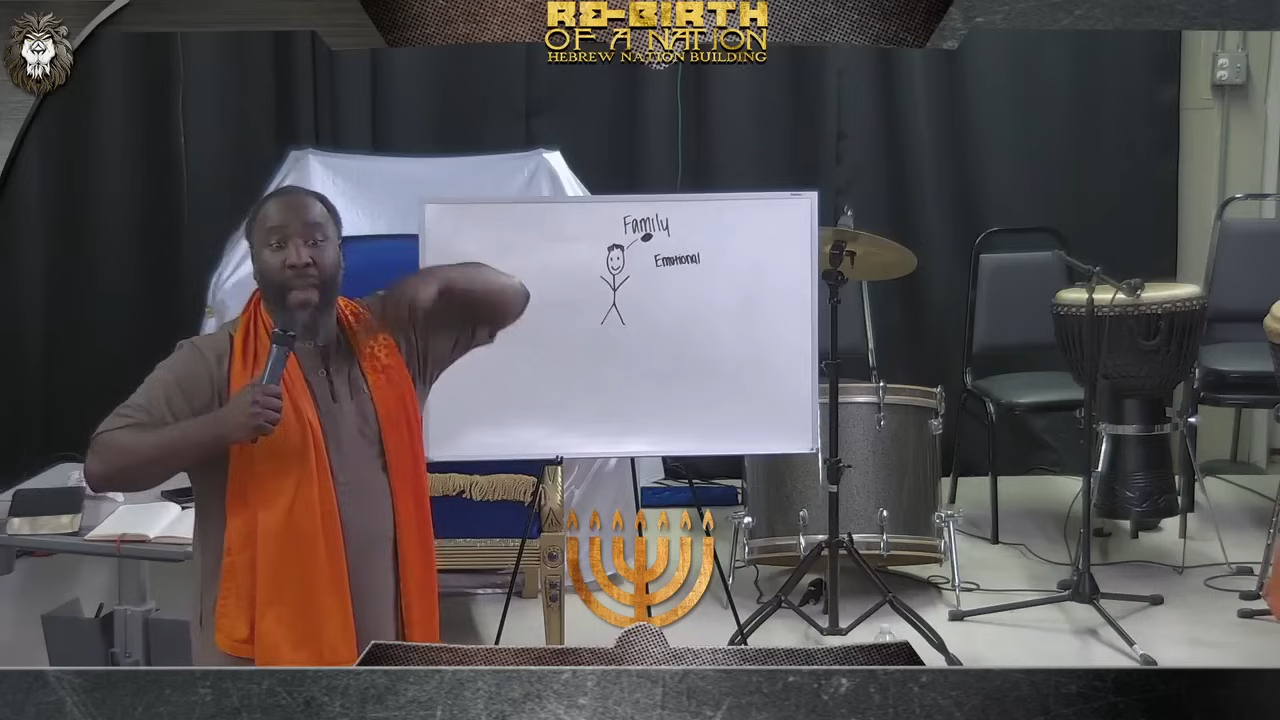 RE-BIRTH
OF A NATION
HEBREW NATION BUILDING
Family
Emotional